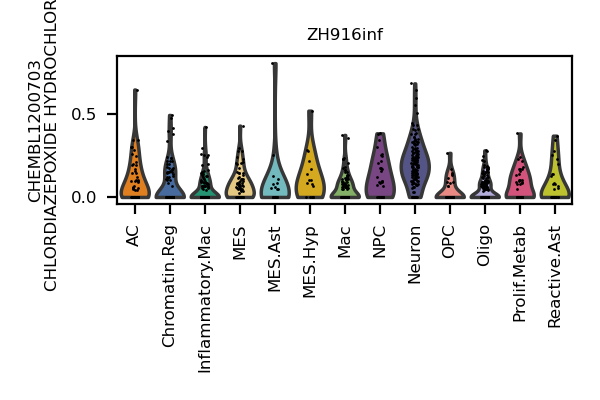 ZH916inf
CHEMBL1200703
CHLORDIAZEPOXIDE HYDROCHLOR
0.5
0.0
AC
Chromatin.Reg
Inflammatory.Mac
MES
MES.Ast
MES.Hyp
Mac
NPC
Neuron
OPC
Oligo
Prolif.Metab
Reactive.Ast